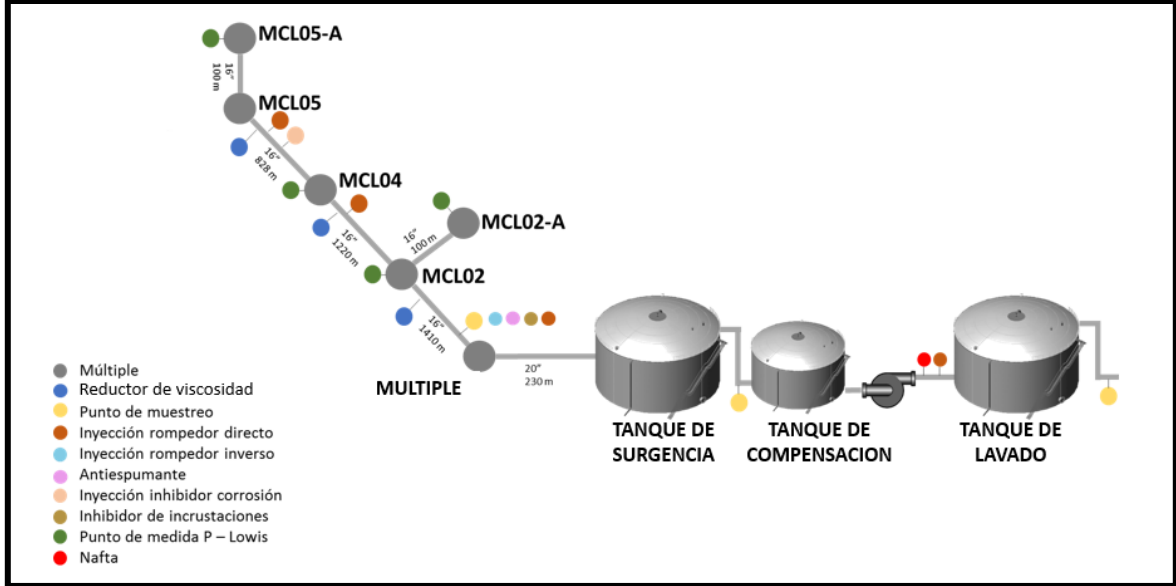 MCL05-A
16"
100 m
MCL05
16"
828 m
MCL04
MCL02-A
16"
1220 m
16"
100 m
MCL02
16"
1410 m
MULTIPLE
20"
230 m
TANQUE DE
SURGENCIA
TANQUE DE
COMPENSACION
TANQUE DE
LAVADO
Múltiple
Reductor de viscosidad
Punto de muestreo
Inyección rompedor directo
Inyección rompedor inverso
Antiespumante
Inyección inhibidor corrosión
Inhibidor de incrustaciones
Punto de medida P – Lowis
Nafta